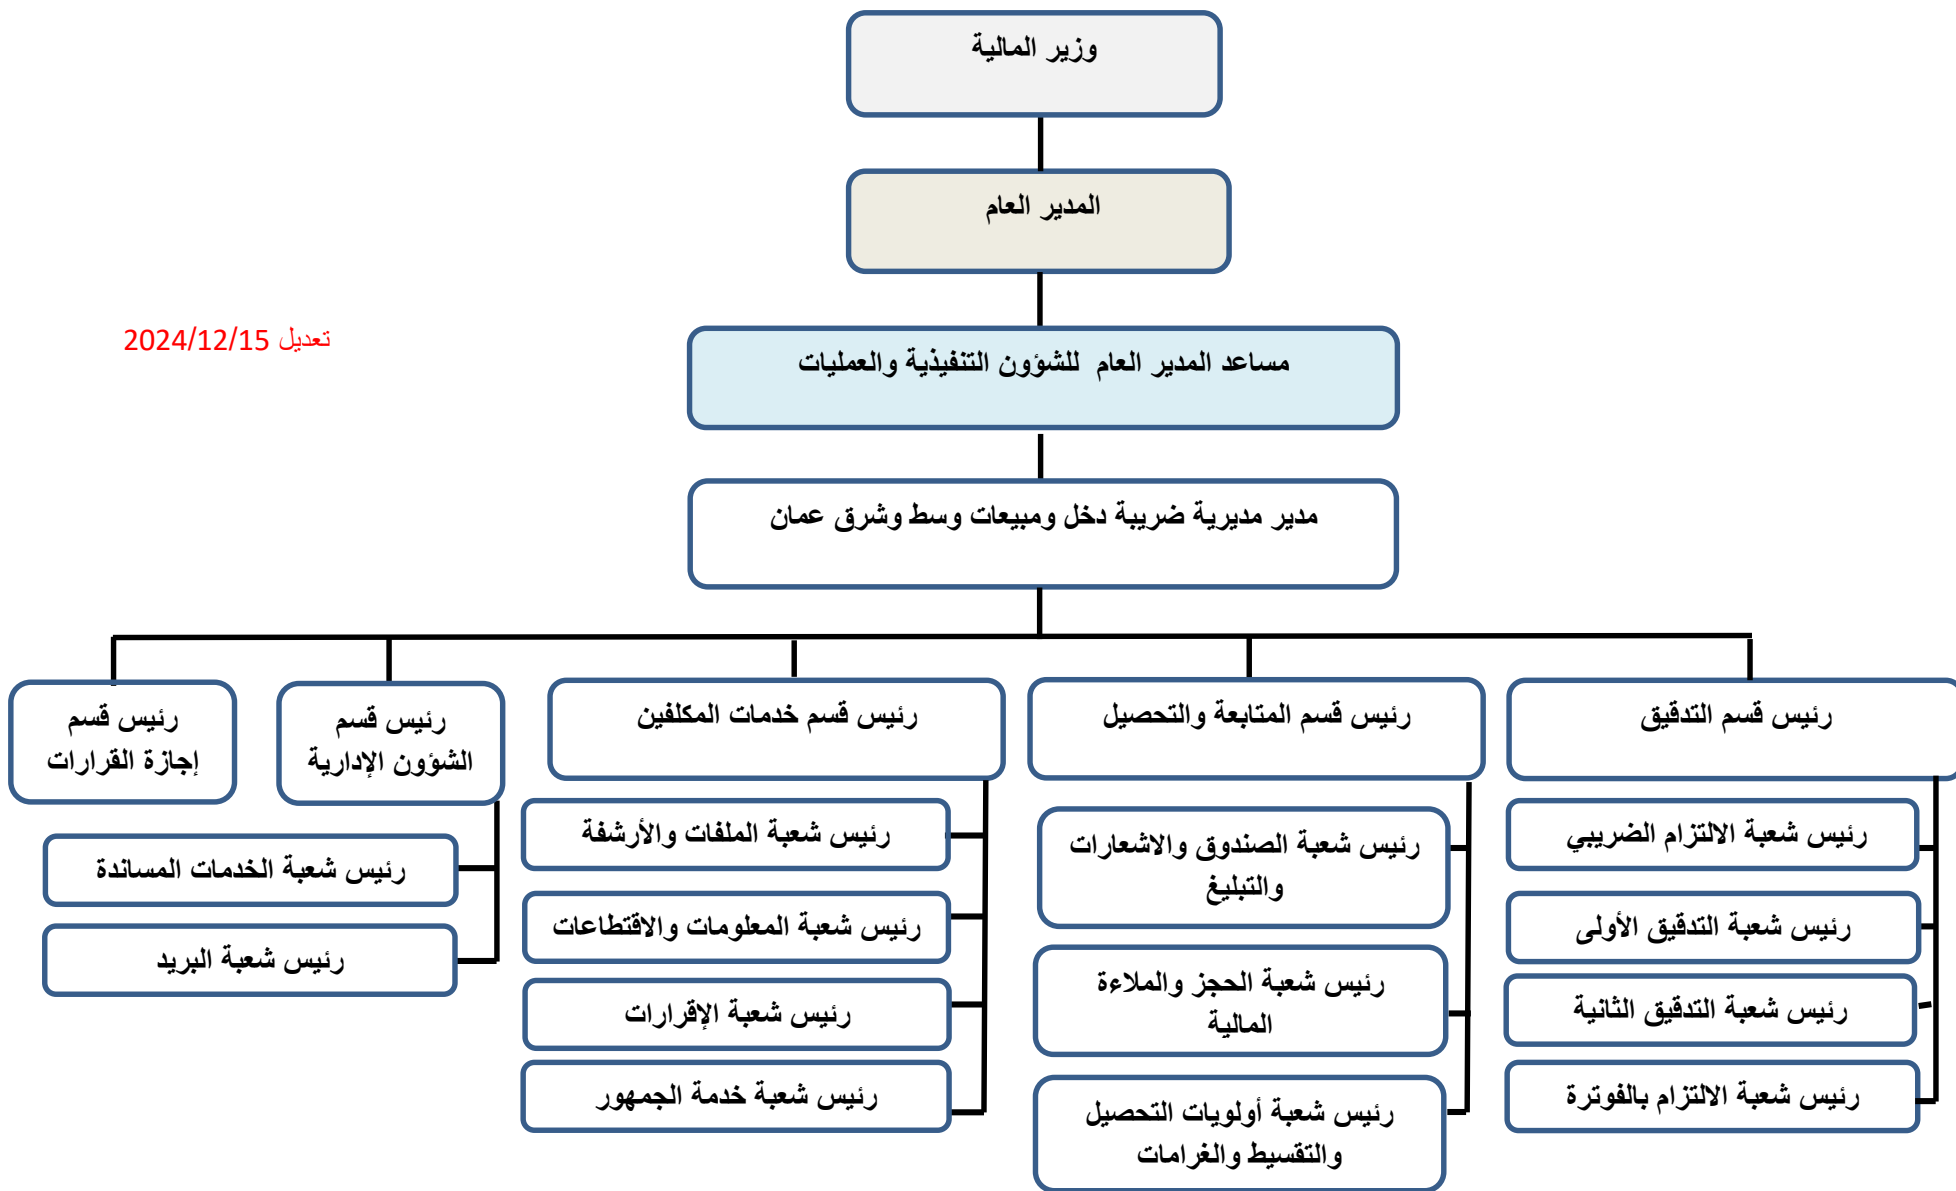 وزير المالية
المدير العام
تعديل 2024/12/15
مساعد المدير العام للشؤون التنفيذية والعمليات
مدير مديرية ضريبة دخل ومبيعات وسط وشرق عمان
رئيس قسم التدقيق
رئيس شعبة الالتزام الضريبي
رئيس شعبة التدقيق الأولى
رئيس شعبة التدقيق الثانية
رئيس شعبة الالتزام بالفوترة
رئيس قسم المتابعة والتحصيل
رئيس شعبة الصندوق والاشعارات
والتبليغ
رئيس شعبة الحجز والملاءة
المالية
رئيس شعبة أولويات التحصيل
والتقسيط والغرامات
رئيس قسم خدمات المكلفين
رئيس شعبة الملفات والأرشفة
رئيس شعبة المعلومات والاقتطاعات
رئيس شعبة الإقرارات
رئيس شعبة خدمة الجمهور
رئيس قسم
الشؤون الإدارية
رئيس شعبة الخدمات المساندة
رئيس شعبة البريد
رئيس قسم
إجازة القرارات